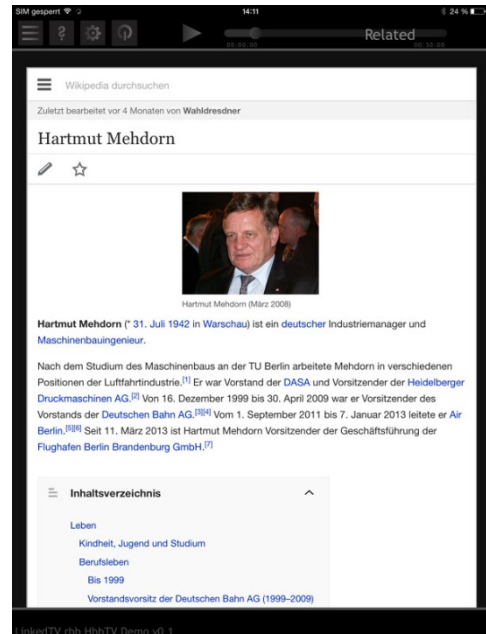 SIM gesperrt 14:11 24 %
?
Related
00:00:00 00:30:00
Wikipedia durchsuchen
Zuletzt bearbeitet vor 4 Monaten von Wahldresdner
Hartmut Mehdorn
Hartmut Mehdorn (März 2008)
Hartmut Mehdorn (* 31. Juli 1942 in Warschau) ist ein deutscher Industriemanager und
Maschinenbauingenieur.
Nach dem Studium des Maschinenbaus an der TU Berlin arbeitete Mehdorn in verschiedenen
Positionen der Luftfahrtindustrie.[1] Er war Vorstand der DASA und Vorsitzender der Heidelberger
Druckmaschinen AG.[2] Von 16. Dezember 1999 bis 30. April 2009 war er Vorsitzender des
Vorstands der Deutschen Bahn AG.[3][4] Vom 1. September 2011 bis 7. Januar 2013 leitete er Air
Berlin.[5][6] Seit 11. März 2013 ist Hartmut Mehdorn Vorsitzender der Geschäftsführung der
Flughafen Berlin Brandenburg GmbH.[7]
Inhaltsverzeichnis
Leben
Kindheit, Jugend und Studium
Berufsleben
Bis 1999
Vorstandsvorsitz der Deutschen Bahn AG (1999–2009)
LinkedTV rbb HbbTV Demo v0.1